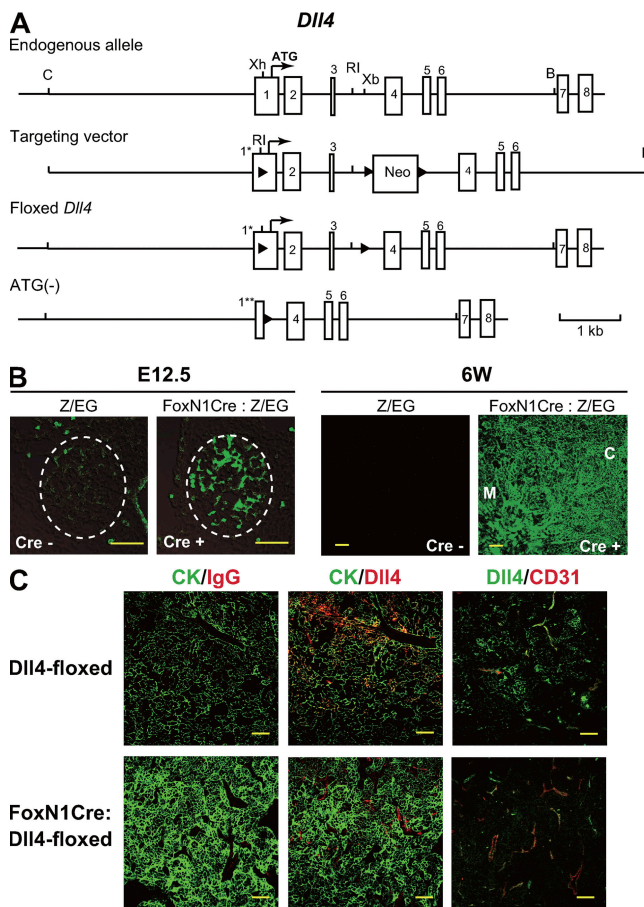 A
Dll4
Endogenous allele
C Xh ATG 3 RI Xb 5 6 B
1 2 4 7 8
Targeting vector
1* RI 3 5 6
2 Neo 4
Floxed Dll4
1* 3 5 6
2 4 7 8
ATG(-)
1** 5 6
4 7 8
1 kb
B
E12.5 6W
Z/EG FoxN1Cre : Z/EG Z/EG FoxN1Cre : Z/EG
C
M
Cre - Cre + Cre - Cre +
C
CK/IgG CK/Dll4 Dll4/CD31
Dll4-floxed
FoxN1Cre:
Dll4-floxed